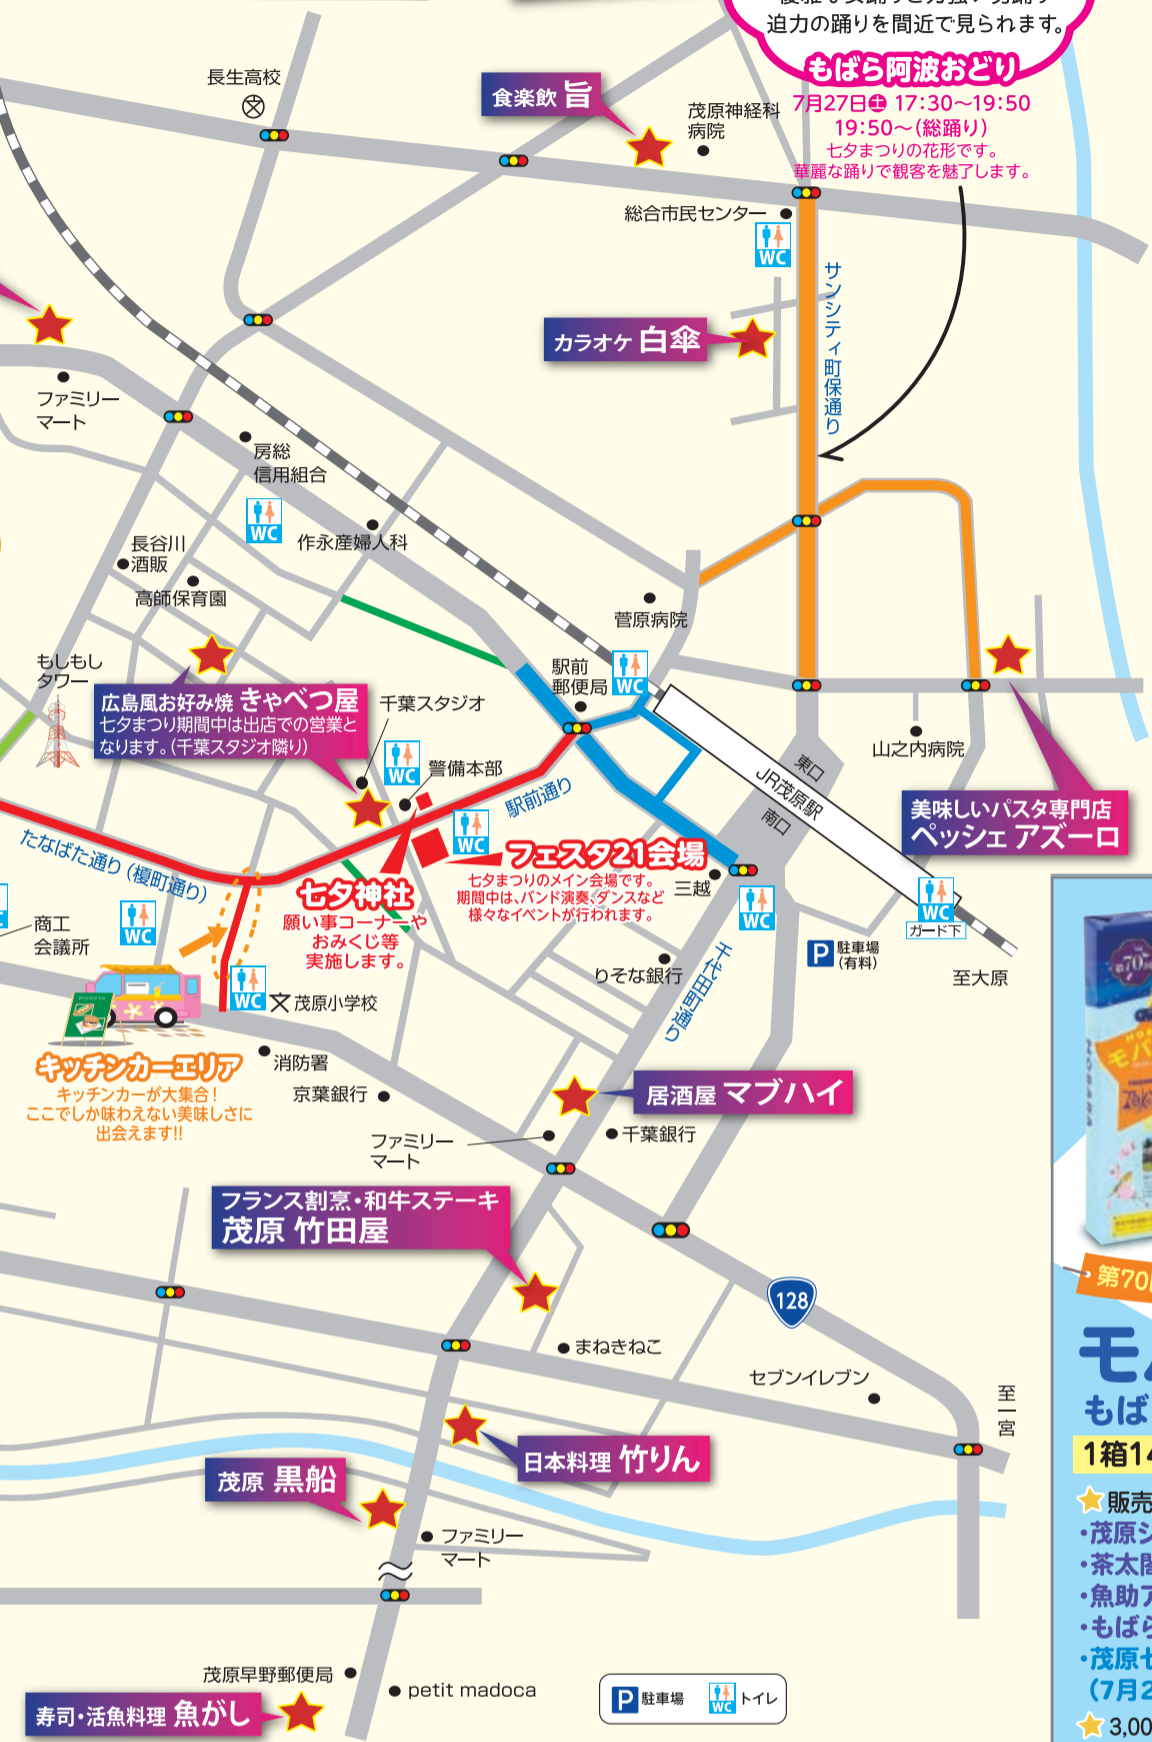 迫力の踊りを間近で見られます。
もばら阿波おどり
7月27日土 17:30〜19:50
19:50〜(総踊り)
七夕まつりの花形です。
華麗な踊りで観客を魅了します。
長生高校
食楽飲 旨
茂原神経科
病院
総合市民センター
WC
サンシティ町保通り
カラオケ 白傘
ファミリー
マート
房総
信用組合
WC
作永産婦人科
長谷川
酒販
高師保育園
菅原病院
もしもし
タワー
駅前
郵便局
WC
広島風お好み焼 きゃべつ屋
七夕まつり期間中は出店での営業と
なります。(千葉スタジオ隣り)
千葉スタジオ
WC
警備本部
山之内病院
東口
JR茂原駅
南口
美味しいパスタ専門店
ペッシェ アズーロ
駅前通り
WC
たなばた通り(榎町通り)
フェスタ21会場
七夕まつりのメイン会場です。
期間中は、バンド演奏、ダンスなど
様々なイベントが行われます。
七夕神社
願い事コーナーや
おみくじ等
実施します。
三越
WC
WC
ガード下
商工
会議所
WC
P 駐車場
(有料)
至大原
りそな銀行
千代田町通り
WC
文 茂原小学校
キッチンカーエリア
キッチンカーが大集合!
ここでしか味わえない美味しさに
出会えます!!
消防署
京葉銀行
居酒屋 マブハイ
ファミリー
マート
千葉銀行
フランス割烹・和牛ステーキ
茂原 竹田屋
128
まねきねこ
セブンイレブン
至一宮
日本料理 竹りん
茂原 黒船
ファミリー
マート
茂原早野郵便局
petit madoca
寿司・活魚料理 魚がし
P 駐車場
WC トイレ
第70
モバ
もば
1箱14
販売
・茂原シ
・茶太閤
・魚助ア
・もばら
・茂原七
(7月2
3,00